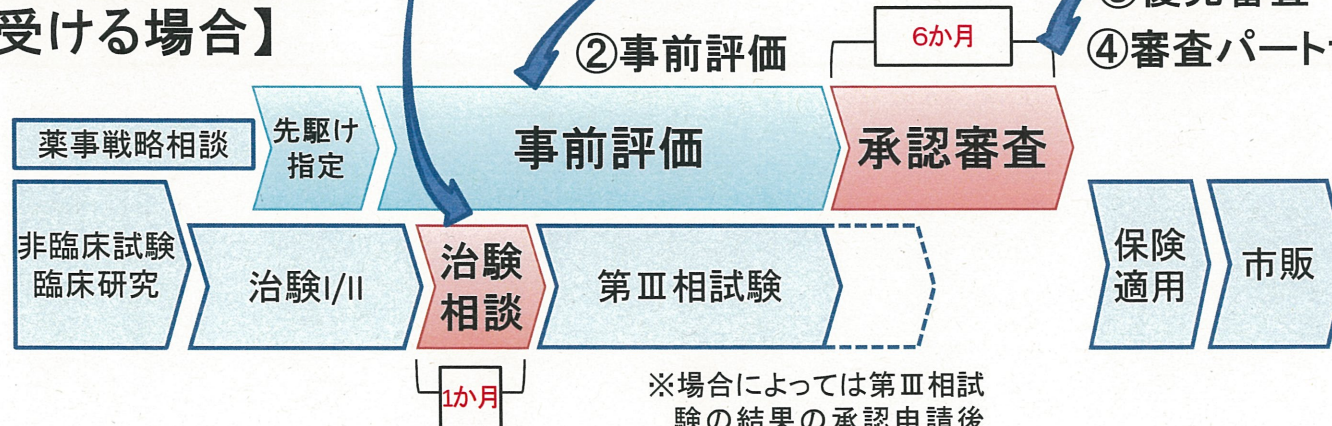 受ける場合】
②事前評価
6か月
④審査パート
薬事戦略相談
先駆け
指定
事前評価
承認審査
非臨床試験
臨床研究
治験I/II
治験
相談
第Ⅲ相試験
保険
適用
市販
1か月
※場合によっては第Ⅲ相試
験の結果の承認申請後